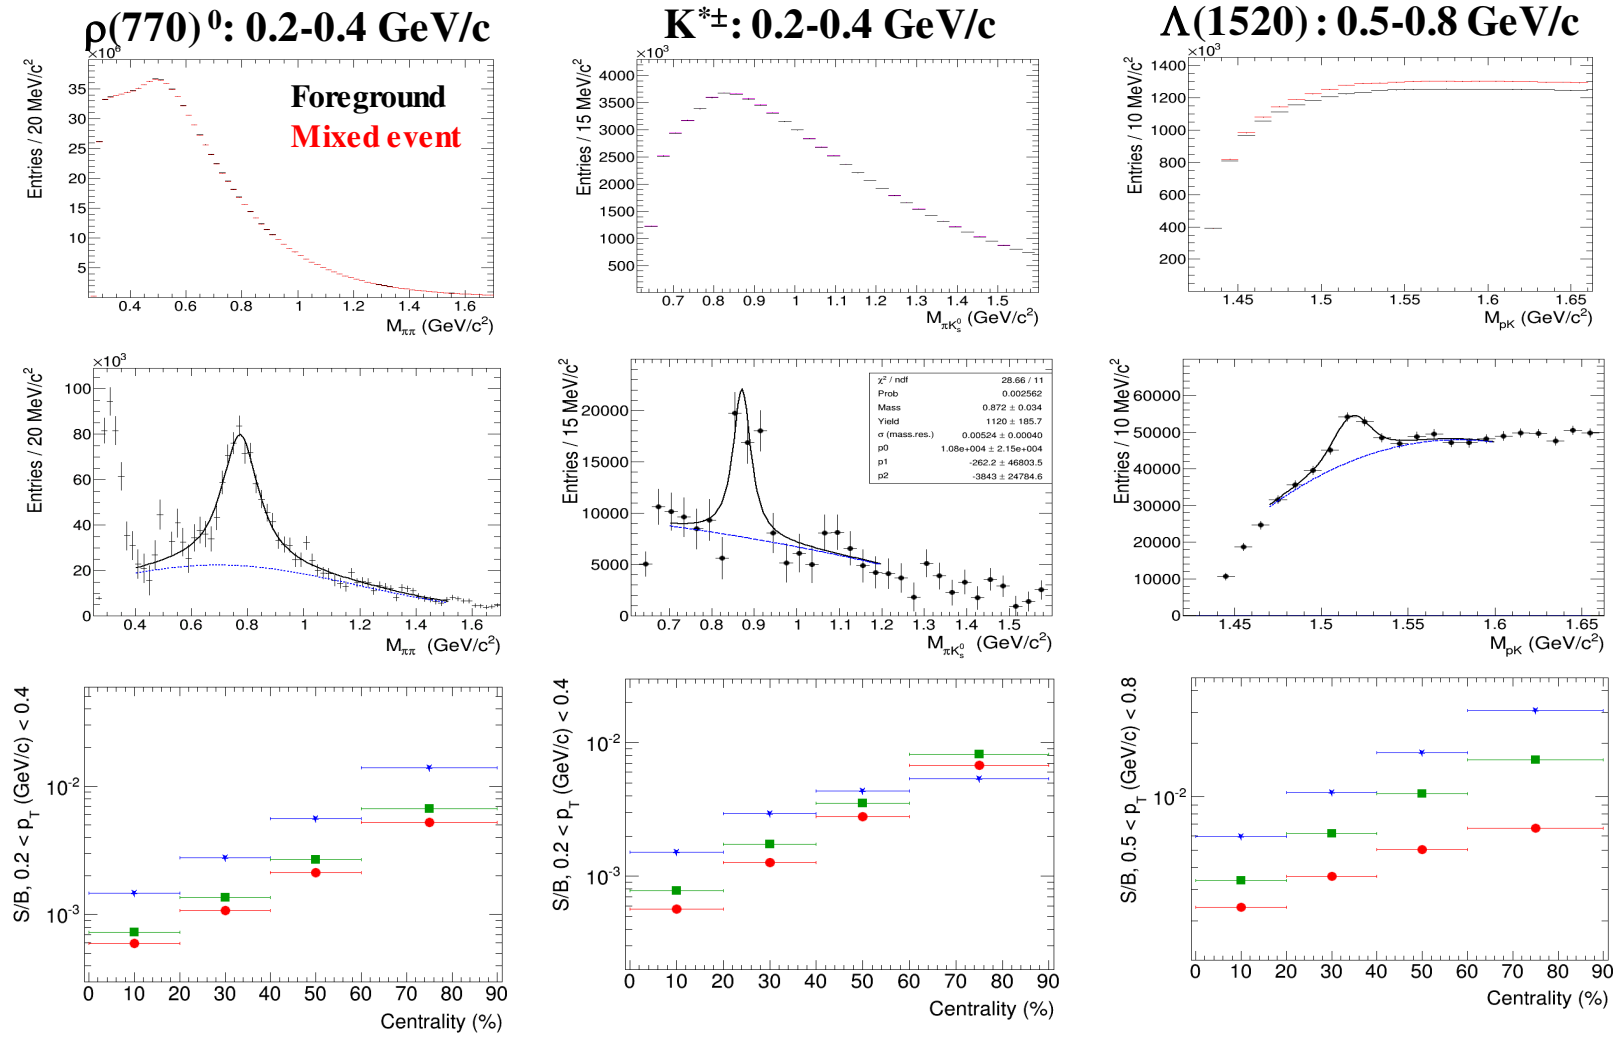 ρ(770)⁰: 0.2-0.4 GeV/c
K*±: 0.2-0.4 GeV/c
Λ(1520) : 0.5-0.8 GeV/c
×10⁶
Entries / 20 MeV/c²
35
30
25
20
15
10
5
0.4 0.6 0.8 1 1.2 1.4 1.6
M_ππ (GeV/c²)
Foreground
Mixed event
×10³
Entries / 15 MeV/c²
4000
3500
3000
2500
2000
1500
1000
500
0.7 0.8 0.9 1 1.1 1.2 1.3 1.4 1.5
M_πK⁰ₛ (GeV/c²)
×10³
Entries / 10 MeV/c²
1400
1200
1000
800
600
400
200
1.45 1.5 1.55 1.6 1.65
M_pK (GeV/c²)
×10³
Entries / 20 MeV/c²
100
80
60
40
20
0
0.4 0.6 0.8 1 1.2 1.4 1.6
M_ππ (GeV/c²)
Entries / 15 MeV/c²
20000
15000
10000
5000
0
0.7 0.8 0.9 1 1.1 1.2 1.3 1.4 1.5
M_πK⁰ₛ (GeV/c²)
χ² / ndf 28.66 / 11
Prob 0.002562
Mass 0.872 ± 0.034
Yield 1120 ± 185.7
σ (mass.res.) 0.00524 ± 0.00040
p0 1.08e+004 ± 2.15e+004
p1 -262.2 ± 46803.5
p2 -3843 ± 24784.6
Entries / 10 MeV/c²
60000
50000
40000
30000
20000
10000
0
1.45 1.5 1.55 1.6 1.65
M_pK (GeV/c²)
S/B, 0.2 < p_T (GeV/c) < 0.4
10⁻²
10⁻³
0 10 20 30 40 50 60 70 80 90
Centrality (%)
S/B, 0.2 < p_T (GeV/c) < 0.4
10⁻²
10⁻³
0 10 20 30 40 50 60 70 80 90
Centrality (%)
S/B, 0.5 < p_T (GeV/c) < 0.8
10⁻²
0 10 20 30 40 50 60 70 80 90
Centrality (%)